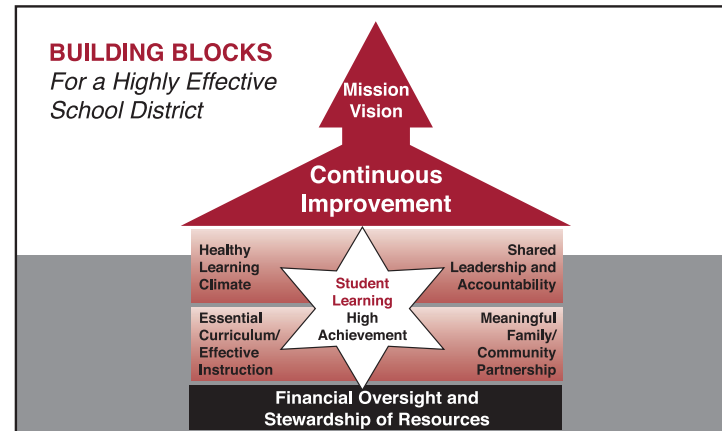 BUILDING BLOCKS
For a Highly Effective
School District
Mission
Vision
Continuous
Improvement
Healthy
Learning
Climate
Shared
Leadership and
Accountability
Student
Learning
High
Achievement
Essential
Curriculum/
Effective
Instruction
Meaningful
Family/
Community
Partnership
Financial Oversight and
Stewardship of Resources